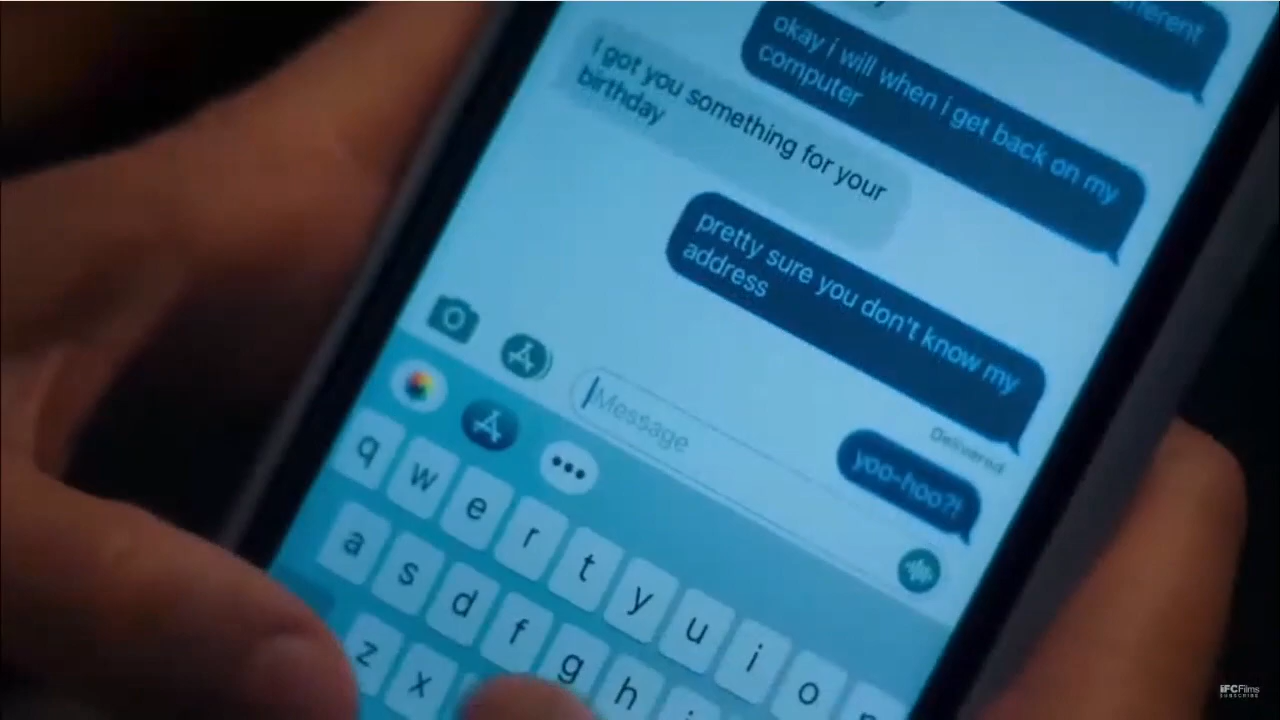 okay i will when i get back on my
computer
I got you something for your
birthday
pretty sure you don't know my
address
Delivered
yoo-hoo?!
Message
q w e r t y u i o
a s d f g h
z x
IFC Films
SUBSCRIBE